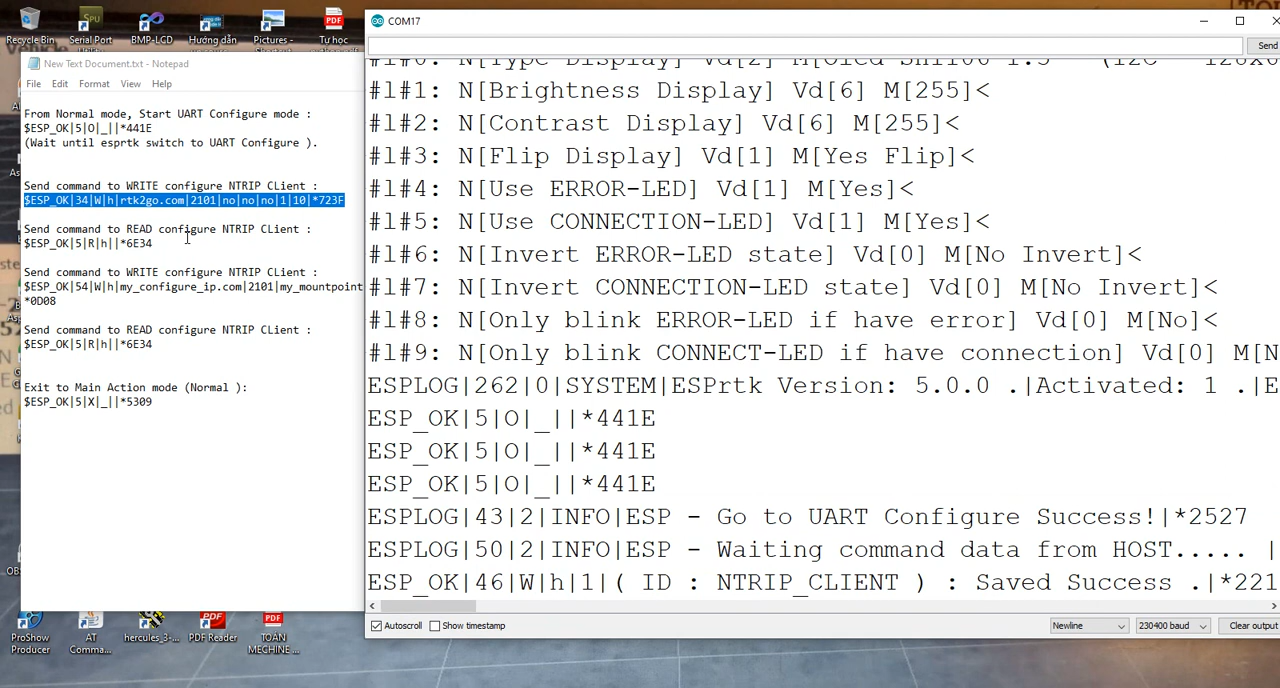 Recycle Bin
Serial Port
BMP-LCD
Hướng dẫn
Pictures -
Tự học
New Text Document.txt - Notepad
File Edit Format View Help
From Normal mode, Start UART Configure mode :
$ESP_OK|5|O|_||*441E
(Wait until esprtk switch to UART Configure ).
Send command to WRITE configure NTRIP CLient :
$ESP_OK|34|W|h|rtk2go.com|2101|no|no|no|1|10|*723F
Send command to READ configure NTRIP CLient :
$ESP_OK|5|R|h||*6E34
Send command to WRITE configure NTRIP CLient :
$ESP_OK|54|W|h|my_configure_ip.com|2101|my_mountpoint
*0D08
Send command to READ configure NTRIP CLient :
$ESP_OK|5|R|h||*6E34
Exit to Main Action mode (Normal ):
$ESP_OK|5|X|_||*5309
COM17
Send
#l#1: N[Brightness Display] Vd[6] M[255]<
#l#2: N[Contrast Display] Vd[6] M[255]<
#l#3: N[Flip Display] Vd[1] M[Yes Flip]<
#l#4: N[Use ERROR-LED] Vd[1] M[Yes]<
#l#5: N[Use CONNECTION-LED] Vd[1] M[Yes]<
#l#6: N[Invert ERROR-LED state] Vd[0] M[No Invert]<
#l#7: N[Invert CONNECTION-LED state] Vd[0] M[No Invert]<
#l#8: N[Only blink ERROR-LED if have error] Vd[0] M[No]<
#l#9: N[Only blink CONNECT-LED if have connection] Vd[0] M[N
ESPLOG|262|0|SYSTEM|ESPrtk Version: 5.0.0 .|Activated: 1 .|E
ESP_OK|5|O|_||*441E
ESP_OK|5|O|_||*441E
ESP_OK|5|O|_||*441E
ESPLOG|43|2|INFO|ESP - Go to UART Configure Success!|*2527
ESPLOG|50|2|INFO|ESP - Waiting command data from HOST..... |
ESP_OK|46|W|h|1|( ID : NTRIP_CLIENT ) : Saved Success .|*221
Autoscroll Show timestamp Newline 230400 baud Clear output
ProShow
Producer
AT
Comma...
hercules_3-...
PDF Reader
TOAN
MECHINE ...